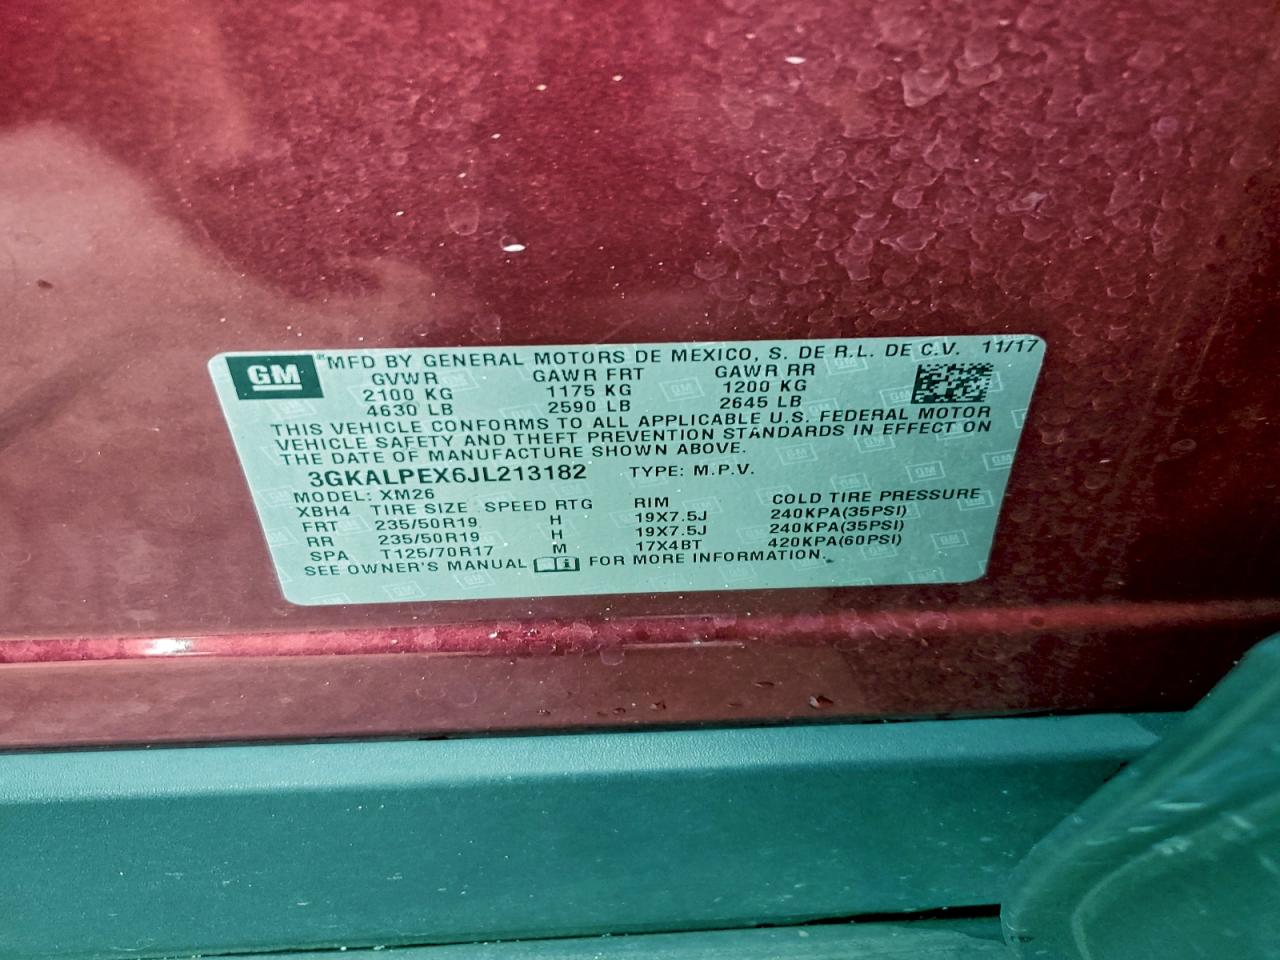 GM
MFD BY GENERAL MOTORS DE MEXICO, S. DE R.L. DE C.V. 11/17
GVWR GAWR FRT GAWR RR
2100 KG 1175 KG 1200 KG
4630 LB 2590 LB 2645 LB
THIS VEHICLE CONFORMS TO ALL APPLICABLE U.S. FEDERAL MOTOR
VEHICLE SAFETY AND THEFT PREVENTION STANDARDS IN EFFECT ON
THE DATE OF MANUFACTURE SHOWN ABOVE.
3GKALPEX6JL213182 TYPE: M.P.V.
MODEL: XM26
XBH4 TIRE SIZE SPEED RTG RIM COLD TIRE PRESSURE
FRT 235/50R19 H 19X7.5J 240KPA(35PSI)
RR 235/50R19 H 19X7.5J 240KPA(35PSI)
SPA T125/70R17 M 17X4BT 420KPA(60PSI)
SEE OWNER'S MANUAL FOR MORE INFORMATION.